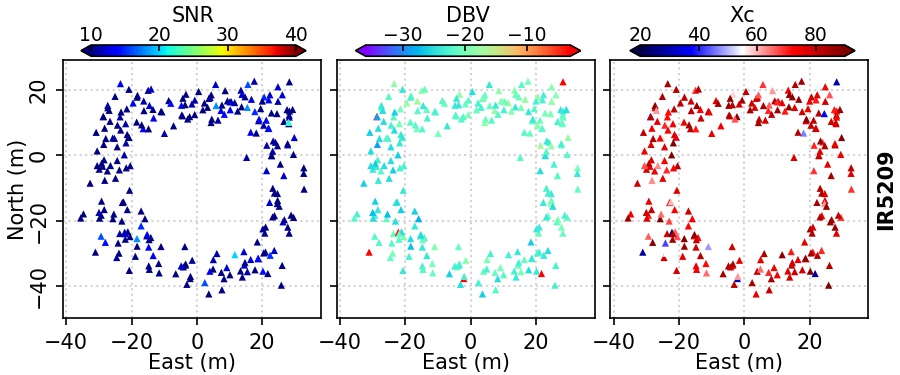 SNR DBV Xc
10 20 30 40 −30 −20 −10 20 40 60 80
20
0
−20
−40
North (m)
IR5209
−40 −20 0 20 −40 −20 0 20 −40 −20 0 20
East (m) East (m) East (m)